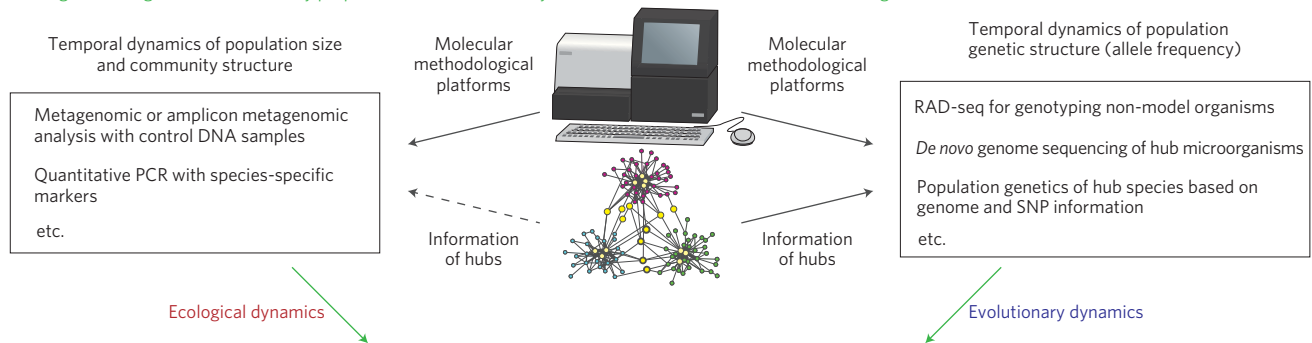 Temporal dynamics of population size
and community structure
Metagenomic or amplicon metagenomic
analysis with control DNA samples
Quantitative PCR with species-specific
markers
etc.
Molecular
methodological
platforms
Information
of hubs
Molecular
methodological
platforms
Information
of hubs
Temporal dynamics of population
genetic structure (allele frequency)
RAD-seq for genotyping non-model organisms
De novo genome sequencing of hub microorganisms
Population genetics of hub species based on
genome and SNP information
etc.
Ecological dynamics
Evolutionary dynamics